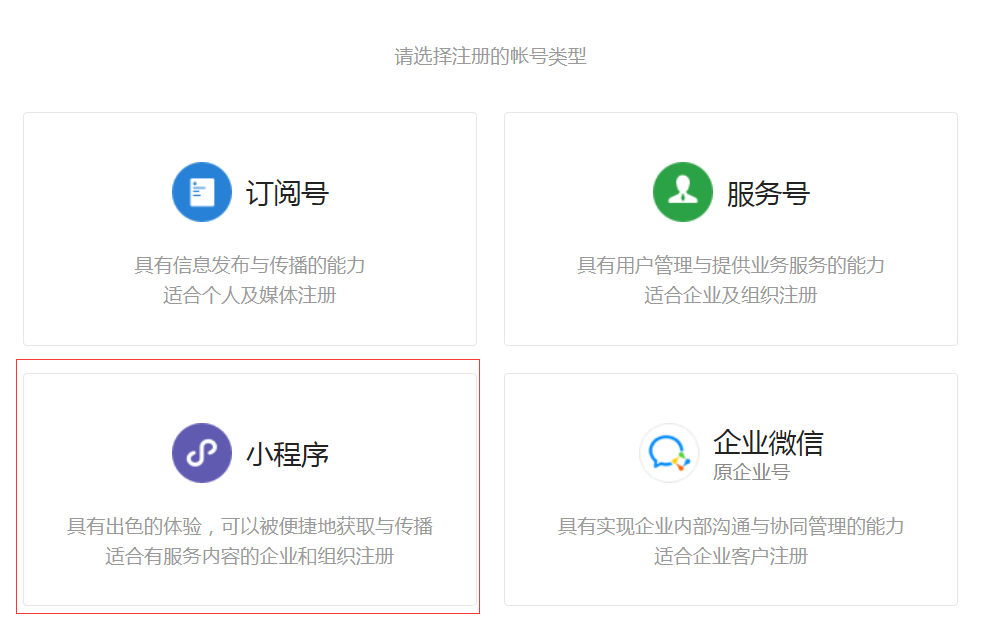 请选择注册的帐号类型
订阅号
具有信息发布与传播的能力
适合个人及媒体注册
服务号
具有用户管理与提供业务服务的能力
适合企业及组织注册
小程序
具有出色的体验，可以被便捷地获取与传播
适合有服务内容的企业和组织注册
企业微信
原企业号
具有实现企业内部沟通与协同管理的能力
适合企业客户注册